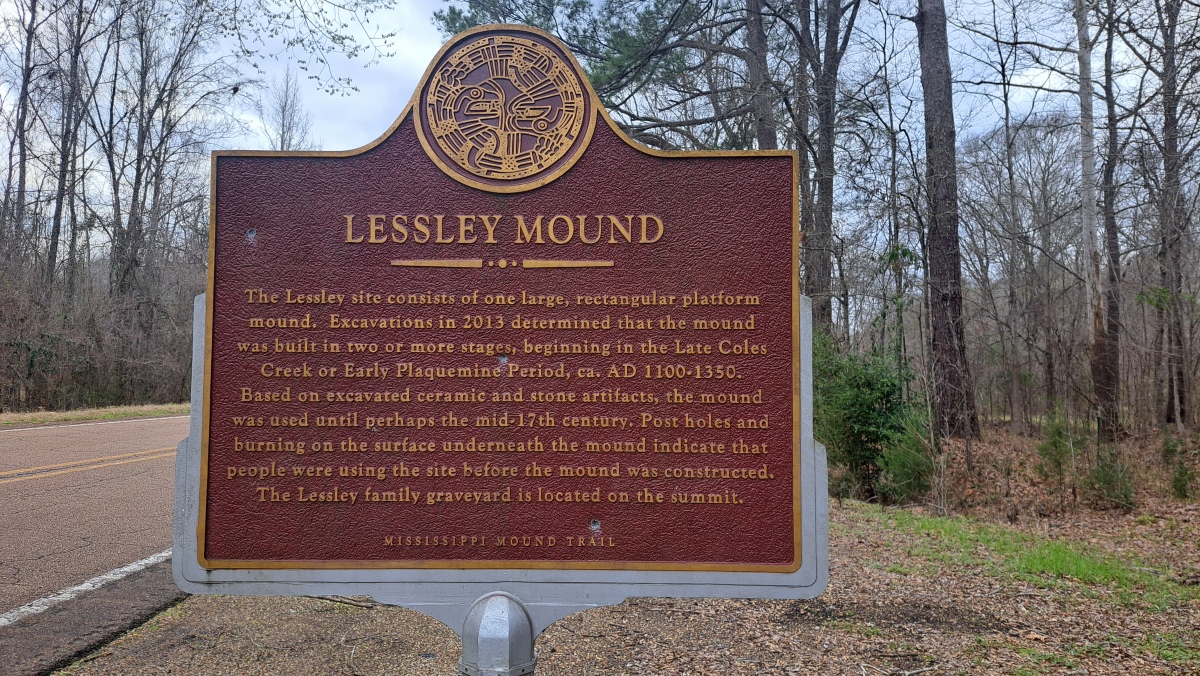 LESSLEY MOUND
The Lessley site consists of one large, rectangular platform
mound. Excavations in 2013 determined that the mound
was built in two or more stages, beginning in the Late Coles
Creek or Early Plaquemine Period, ca. AD 1100-1350.
Based on excavated ceramic and stone artifacts, the mound
was used until perhaps the mid-17th century. Post holes and
burning on the surface underneath the mound indicate that
people were using the site before the mound was constructed.
The Lessley family graveyard is located on the summit.
MISSISSIPPI MOUND TRAIL